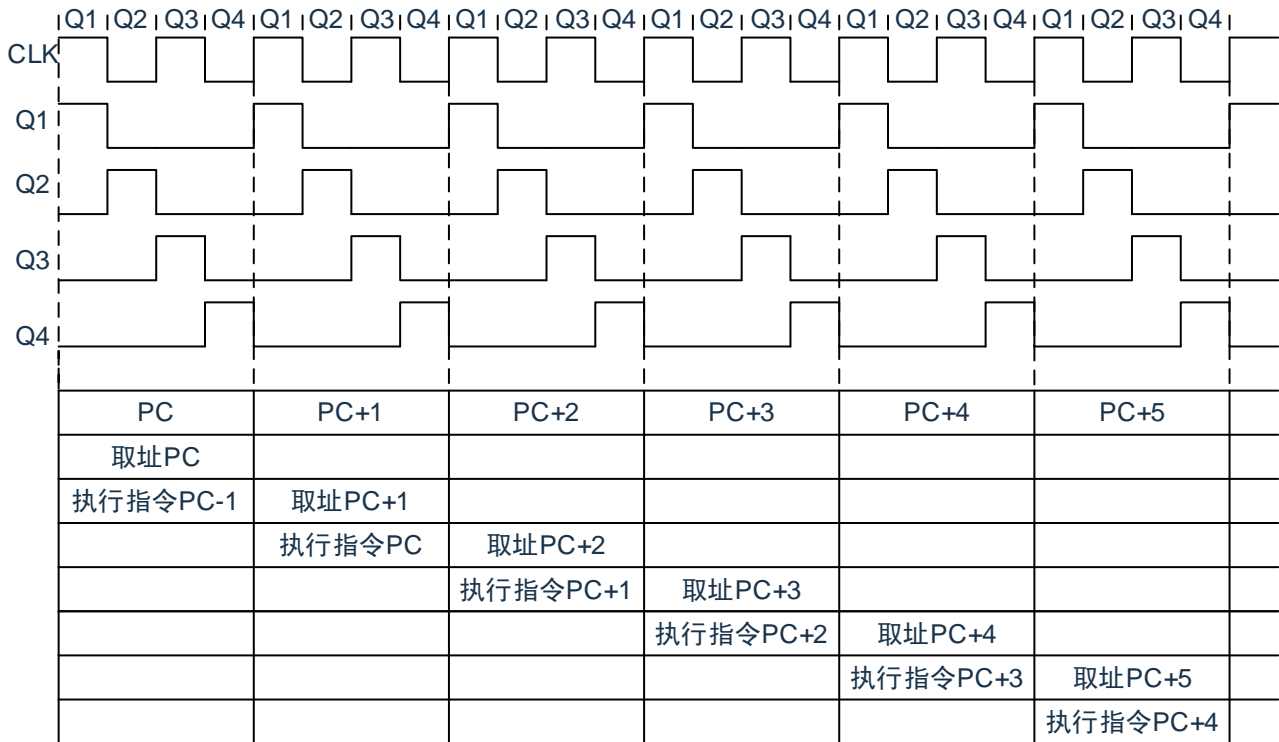 Q1 Q2 Q3 Q4 Q1 Q2 Q3 Q4 Q1 Q2 Q3 Q4 Q1 Q2 Q3 Q4 Q1 Q2 Q3 Q4 Q1 Q2 Q3 Q4
CLK
Q1
Q2
Q3
Q4
PC PC+1 PC+2 PC+3 PC+4 PC+5
取址PC
执行指令PC-1 取址PC+1
执行指令PC 取址PC+2
执行指令PC+1 取址PC+3
执行指令PC+2 取址PC+4
执行指令PC+3 取址PC+5
执行指令PC+4